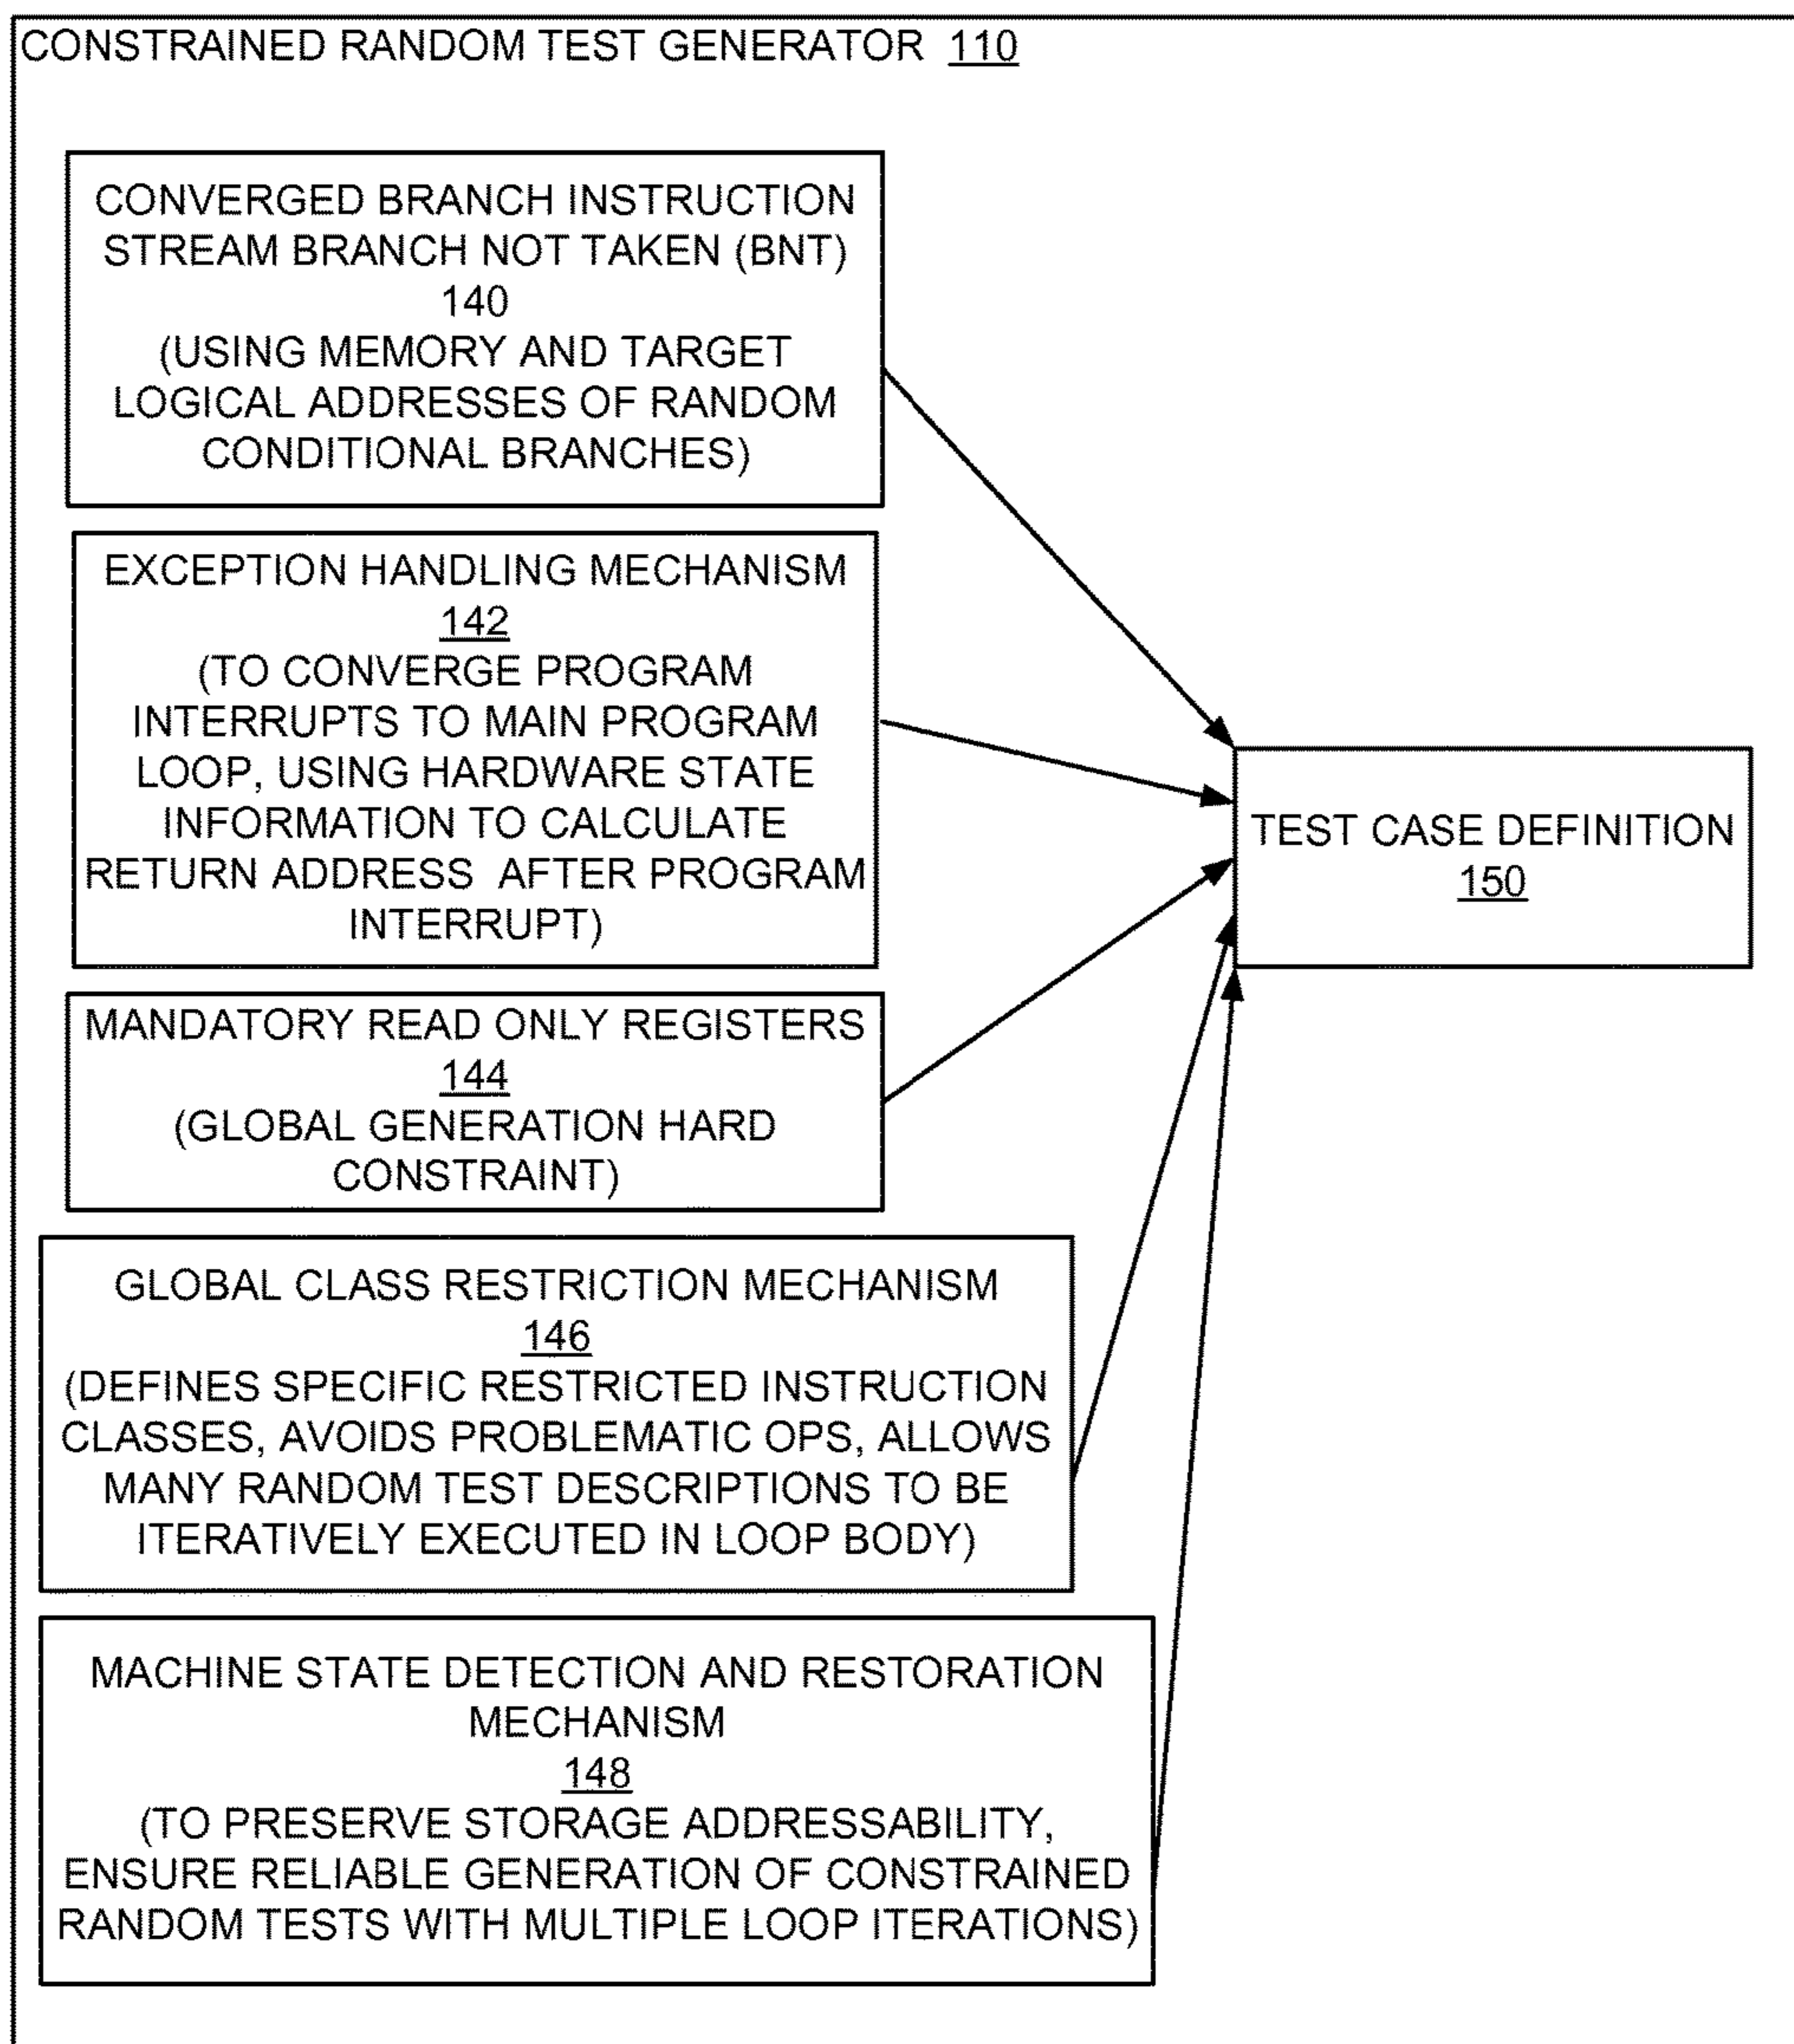 CONSTRAINED RANDOM TEST GENERATOR 110
CONVERGED BRANCH INSTRUCTION
STREAM BRANCH NOT TAKEN (BNT)
140
(USING MEMORY AND TARGET
LOGICAL ADDRESSES OF RANDOM
CONDITIONAL BRANCHES)
EXCEPTION HANDLING MECHANISM
142
(TO CONVERGE PROGRAM
INTERRUPTS TO MAIN PROGRAM
LOOP, USING HARDWARE STATE
INFORMATION TO CALCULATE
RETURN ADDRESS AFTER PROGRAM
INTERRUPT)
MANDATORY READ ONLY REGISTERS
144
(GLOBAL GENERATION HARD
CONSTRAINT)
GLOBAL CLASS RESTRICTION MECHANISM
146
(DEFINES SPECIFIC RESTRICTED INSTRUCTION
CLASSES, AVOIDS PROBLEMATIC OPS, ALLOWS
MANY RANDOM TEST DESCRIPTIONS TO BE
ITERATIVELY EXECUTED IN LOOP BODY)
MACHINE STATE DETECTION AND RESTORATION
MECHANISM
148
(TO PRESERVE STORAGE ADDRESSABILITY,
ENSURE RELIABLE GENERATION OF CONSTRAINED
RANDOM TESTS WITH MULTIPLE LOOP ITERATIONS)
TEST CASE DEFINITION
150